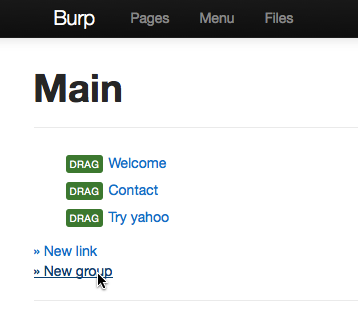 Burp Pages Menu Files
Main
DRAG Welcome
DRAG Contact
DRAG Try yahoo
» New link
» New group